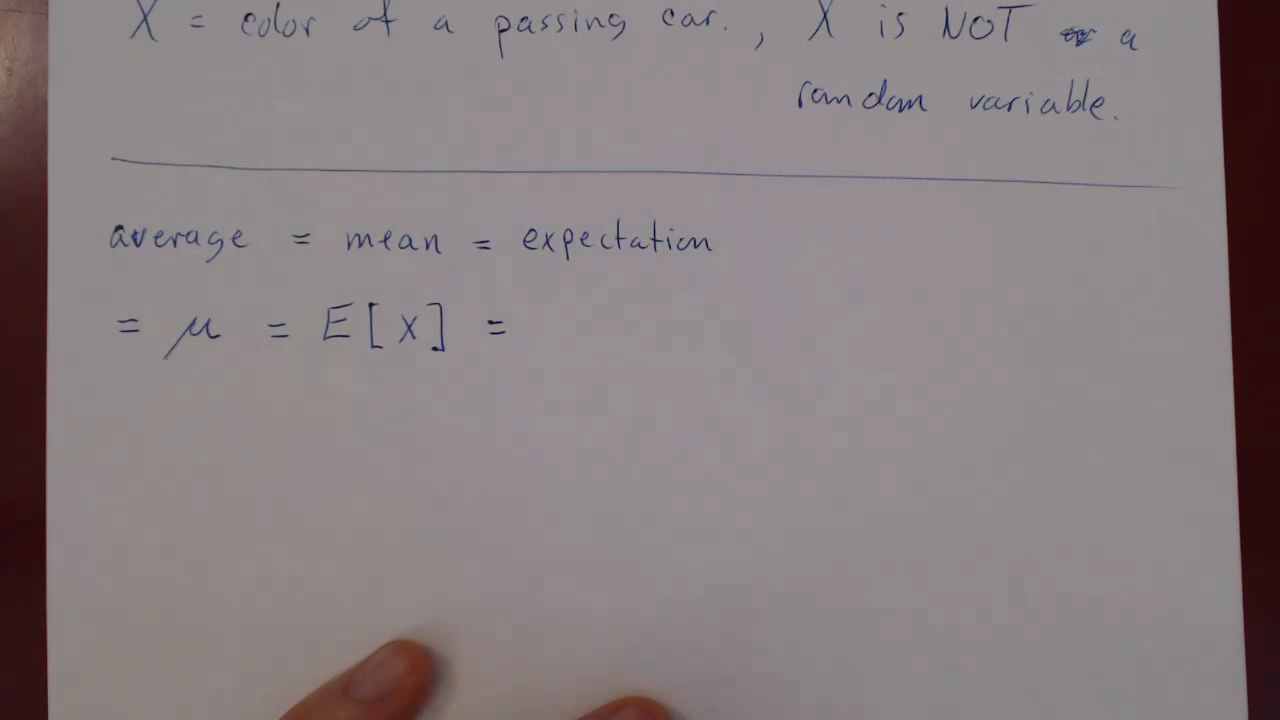 X = color of a passing car. , X is NOT a
random variable.
average = mean = expectation
= μ = E[X] =